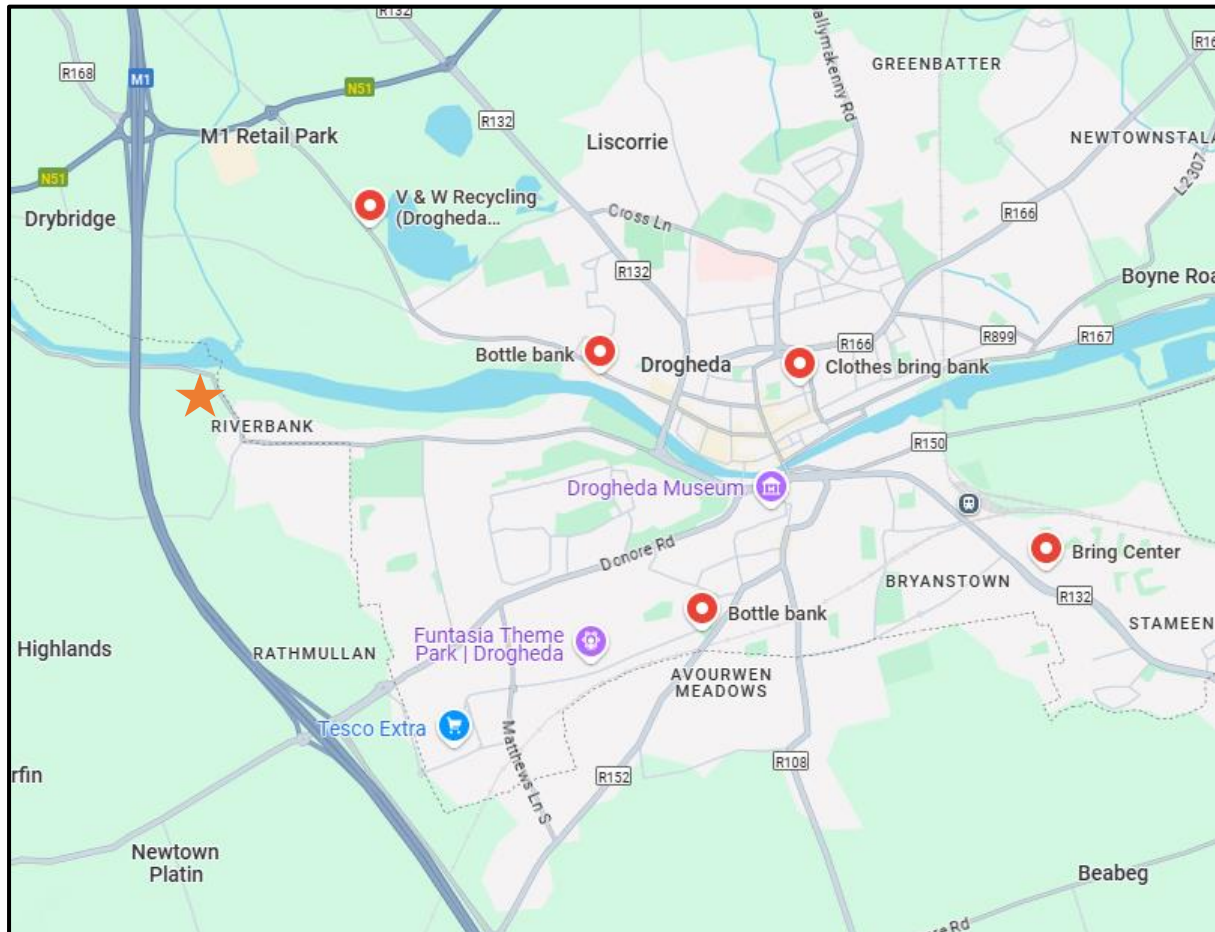 R132
R168
M1
N51
M1 Retail Park
R132
Liscorrie
GREENBATTER
NEWTOWNSTALA
L2307
N51
Drybridge
V & W Recycling
(Drogheda...
Cross Ln
R166
R132
Boyne Roa
Bottle bank
Drogheda
R166
R899
R167
Clothes bring bank
RIVERBANK
R150
Drogheda Museum
Donore Rd
Bring Center
BRYANSTOWN
R132
Bottle bank
STAMEEN
Highlands
RATHMULLAN
Funtasia Theme
Park | Drogheda
AVOURWEN
MEADOWS
Tesco Extra
Matthews Ln S
R152
R108
rfin
Newtown
Platin
Beabeg
allymakenny Rd